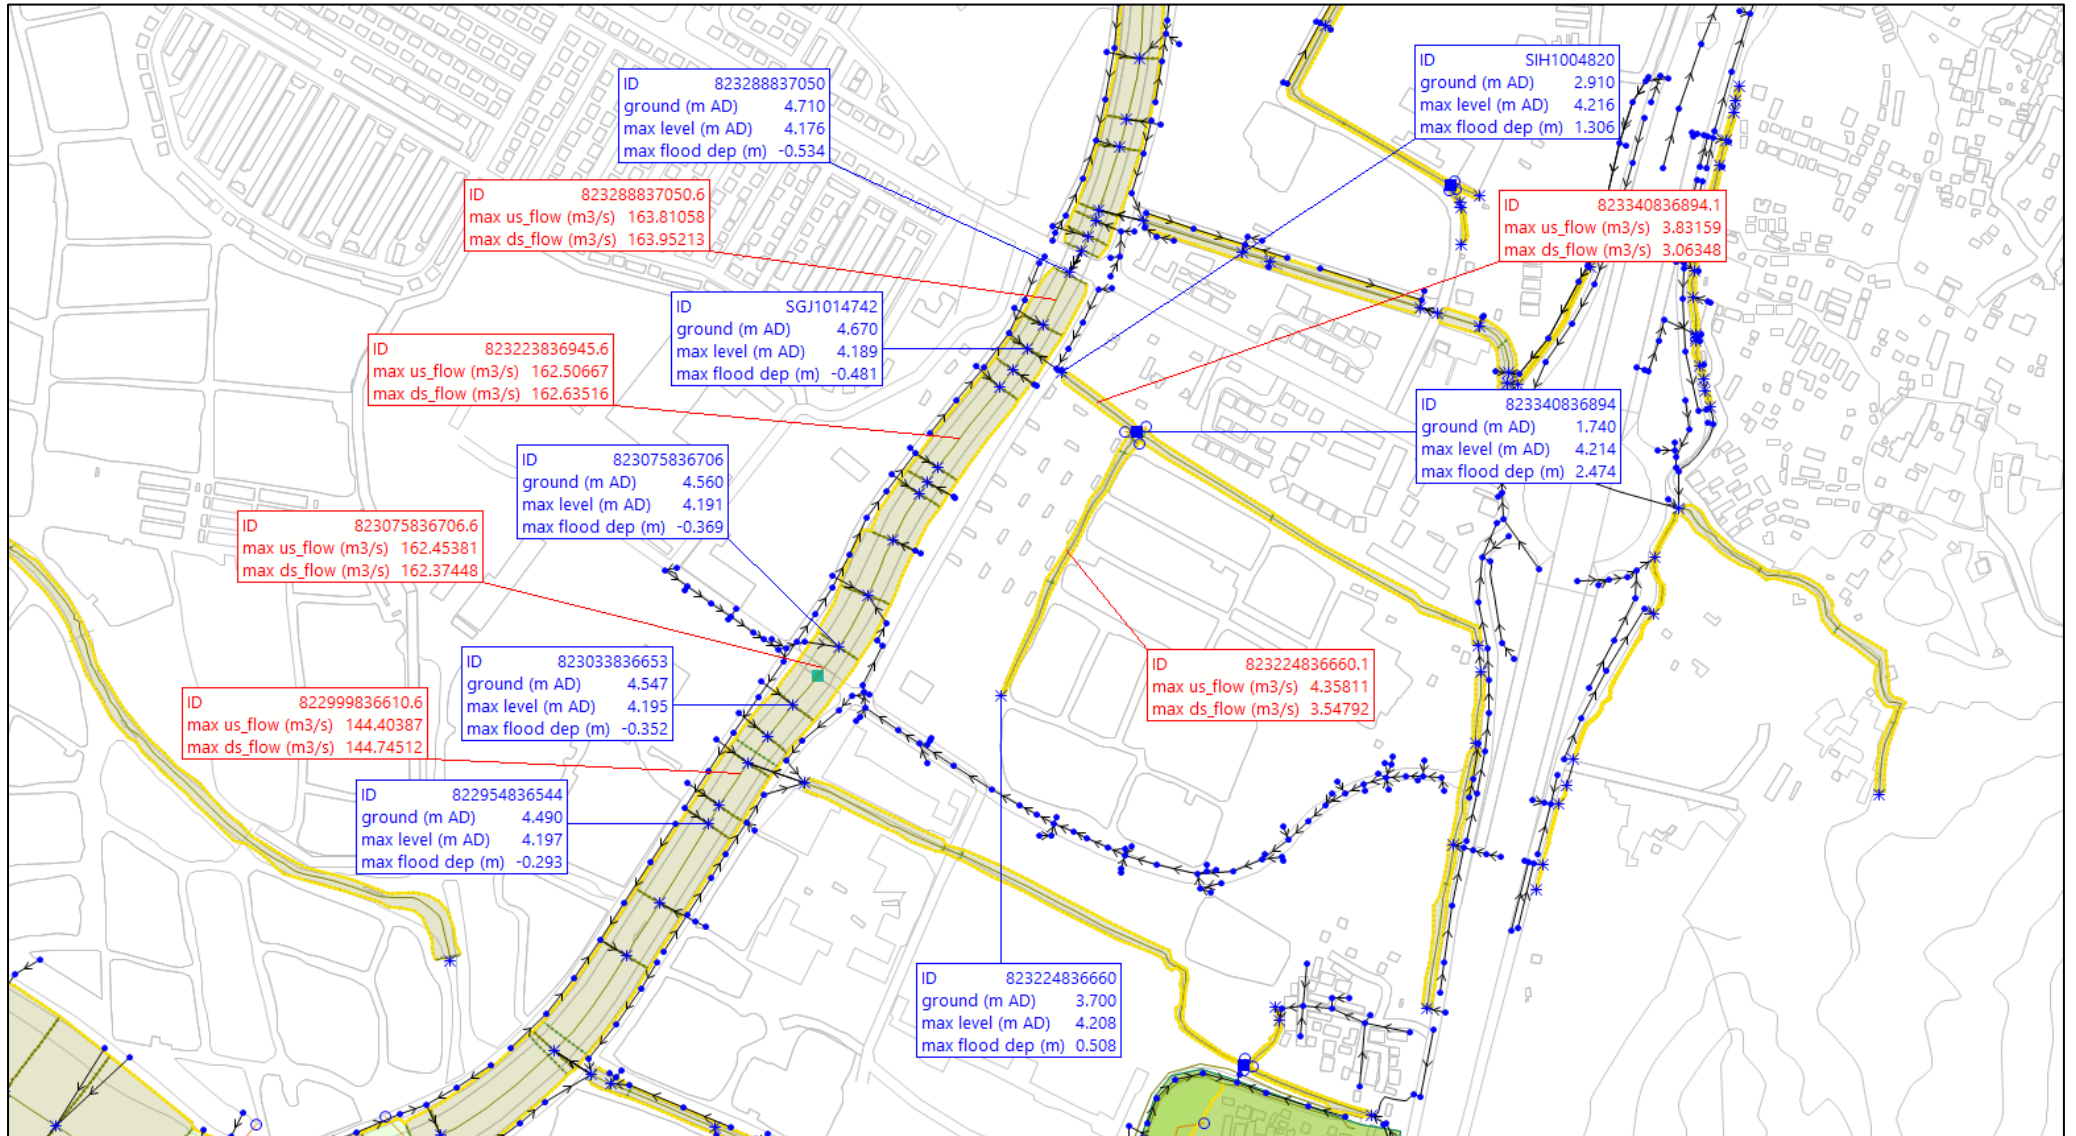 ID 823288837050
ground (m AD) 4.710
max level (m AD) 4.176
max flood dep (m) -0.534
ID SIH1004820
ground (m AD) 2.910
max level (m AD) 4.216
max flood dep (m) 1.306
ID 823288837050.6
max us_flow (m3/s) 163.81058
max ds_flow (m3/s) 163.95213
ID 823340836894.1
max us_flow (m3/s) 3.83159
max ds_flow (m3/s) 3.06348
ID SGJ1014742
ground (m AD) 4.670
max level (m AD) 4.189
max flood dep (m) -0.481
ID 823223836945.6
max us_flow (m3/s) 162.50667
max ds_flow (m3/s) 162.63516
ID 823340836894
ground (m AD) 1.740
max level (m AD) 4.214
max flood dep (m) 2.474
ID 823075836706
ground (m AD) 4.560
max level (m AD) 4.191
max flood dep (m) -0.369
ID 823075836706.6
max us_flow (m3/s) 162.45381
max ds_flow (m3/s) 162.37448
ID 823033836653
ground (m AD) 4.547
max level (m AD) 4.195
max flood dep (m) -0.352
ID 823224836660.1
max us_flow (m3/s) 4.35811
max ds_flow (m3/s) 3.54792
ID 822999836610.6
max us_flow (m3/s) 144.40387
max ds_flow (m3/s) 144.74512
ID 822954836544
ground (m AD) 4.490
max level (m AD) 4.197
max flood dep (m) -0.293
ID 823224836660
ground (m AD) 3.700
max level (m AD) 4.208
max flood dep (m) 0.508